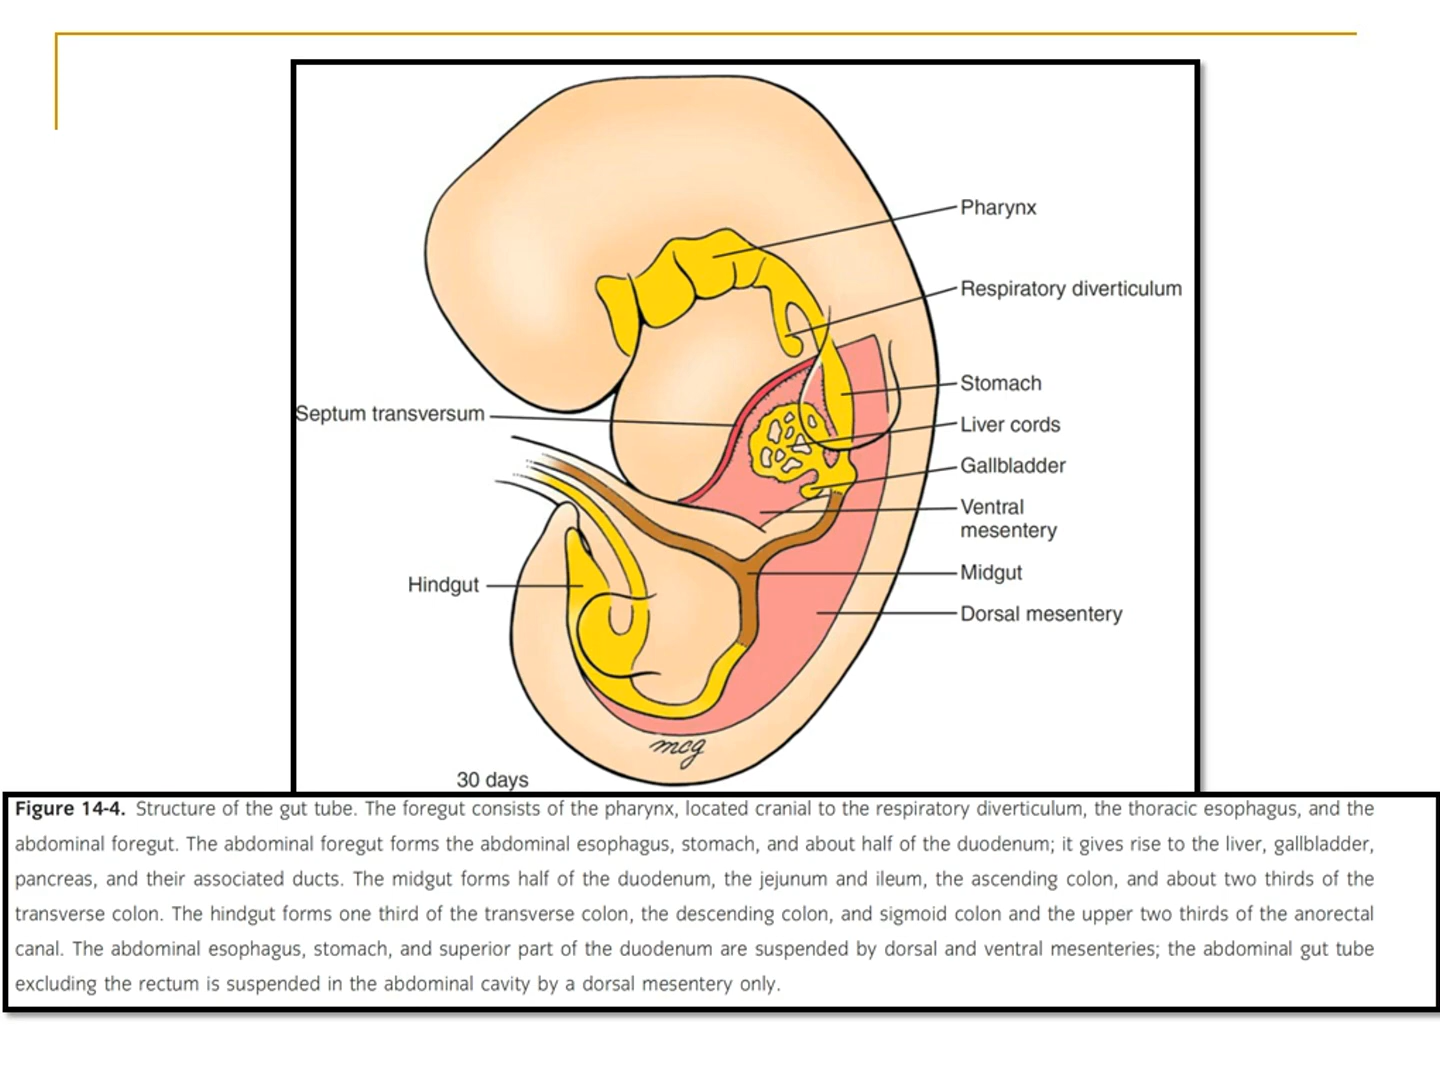 Pharynx
Respiratory diverticulum
Stomach
Septum transversum
Liver cords
Gallbladder
Ventral
mesentery
Midgut
Hindgut
Dorsal mesentery
mcg
30 days
Figure 14-4. Structure of the gut tube. The foregut consists of the pharynx, located cranial to the respiratory diverticulum, the thoracic esophagus, and the
abdominal foregut. The abdominal foregut forms the abdominal esophagus, stomach, and about half of the duodenum; it gives rise to the liver, gallbladder,
pancreas, and their associated ducts. The midgut forms half of the duodenum, the jejunum and ileum, the ascending colon, and about two thirds of the
transverse colon. The hindgut forms one third of the transverse colon, the descending colon, and sigmoid colon and the upper two thirds of the anorectal
canal. The abdominal esophagus, stomach, and superior part of the duodenum are suspended by dorsal and ventral mesenteries; the abdominal gut tube
excluding the rectum is suspended in the abdominal cavity by a dorsal mesentery only.